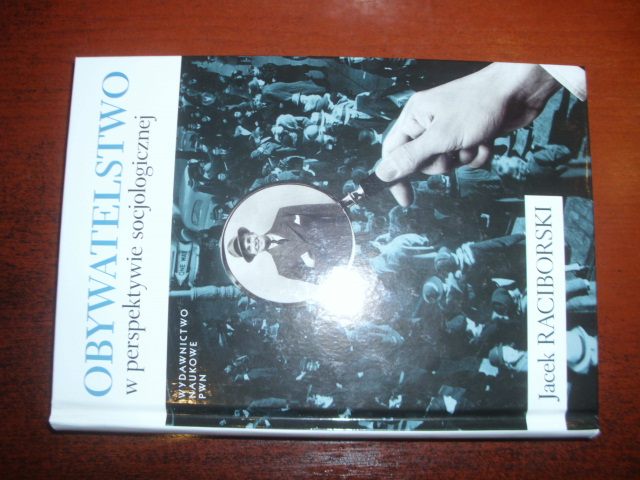 OBYWATELSTWO
w perspektywie socjologicznej
WYDAWNICTWO
NAUKOWE
PWN
Jacek RACIBORSKI